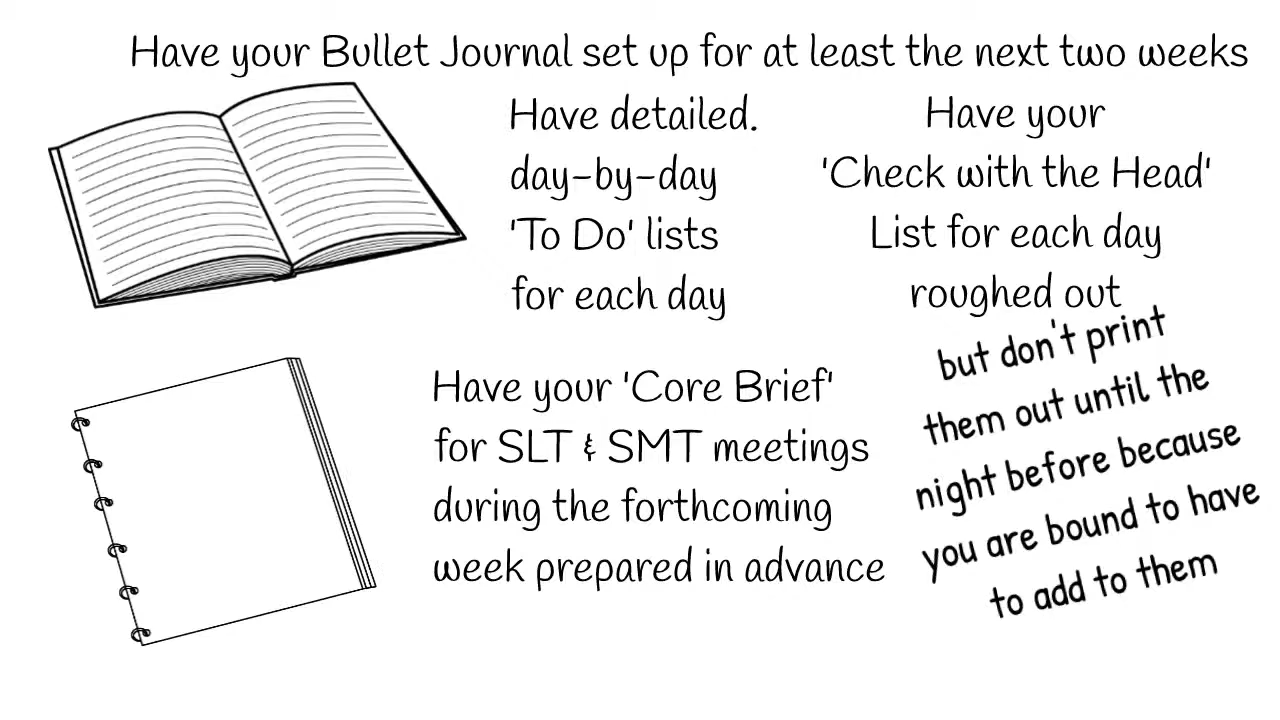 Have your Bullet Journal set up for at least the next two weeks
Have detailed.
day-by-day
'To Do' lists
for each day
Have your
'Check with the Head'
List for each day
roughed out
but don't print
them out until the
night before because
you are bound to have
to add to them
Have your 'Core Brief'
for SLT & SMT meetings
during the forthcoming
week prepared in advance